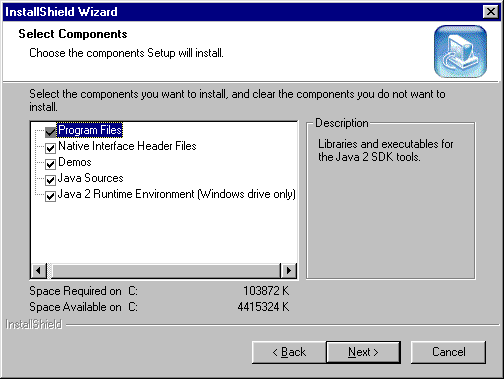 InstallShield Wizard
Select Components
Choose the components Setup will install.
Select the components you want to install, and clear the components you do not want to
install.
Program Files
Native Interface Header Files
Demos
Java Sources
Java 2 Runtime Environment (Windows drive only)
Description
Libraries and executables for
the Java 2 SDK tools.
Space Required on C: 103872 K
Space Available on C: 4415324 K
InstallShield
< Back
Next >
Cancel